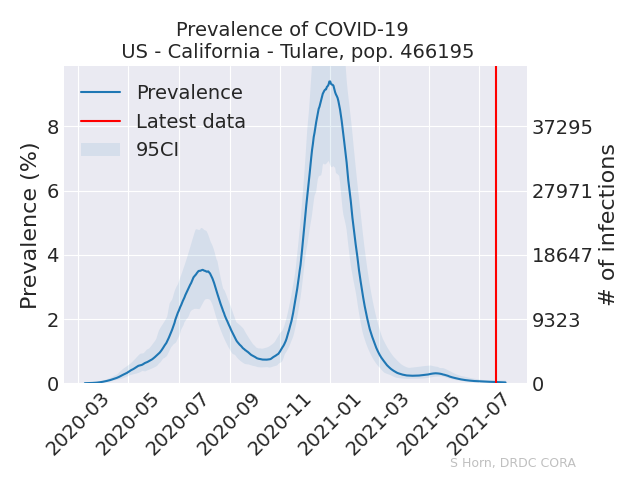 Prevalence of COVID-19
US - California - Tulare, pop. 466195
Prevalence
Latest data
95CI
Prevalence (%)
8
6
4
2
0
37295
27971
18647
9323
0
# of infections
2020-03
2020-05
2020-07
2020-09
2020-11
2021-01
2021-03
2021-05
2021-07
S Horn, DRDC CORA